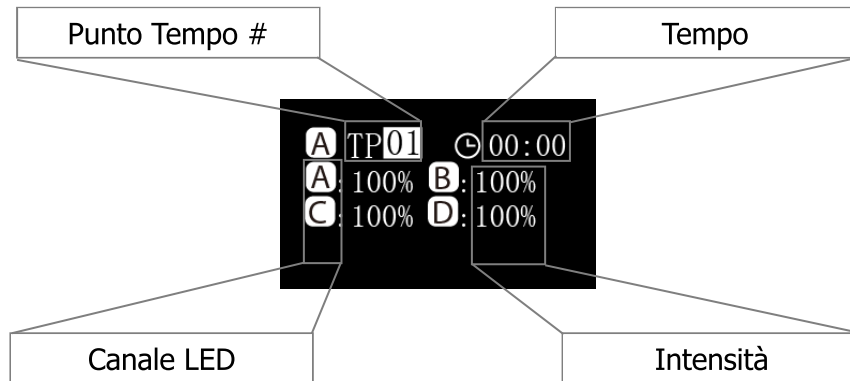 Punto Tempo #
Tempo
A TP01 00:00
A: 100% B: 100%
C: 100% D: 100%
Canale LED
Intensità